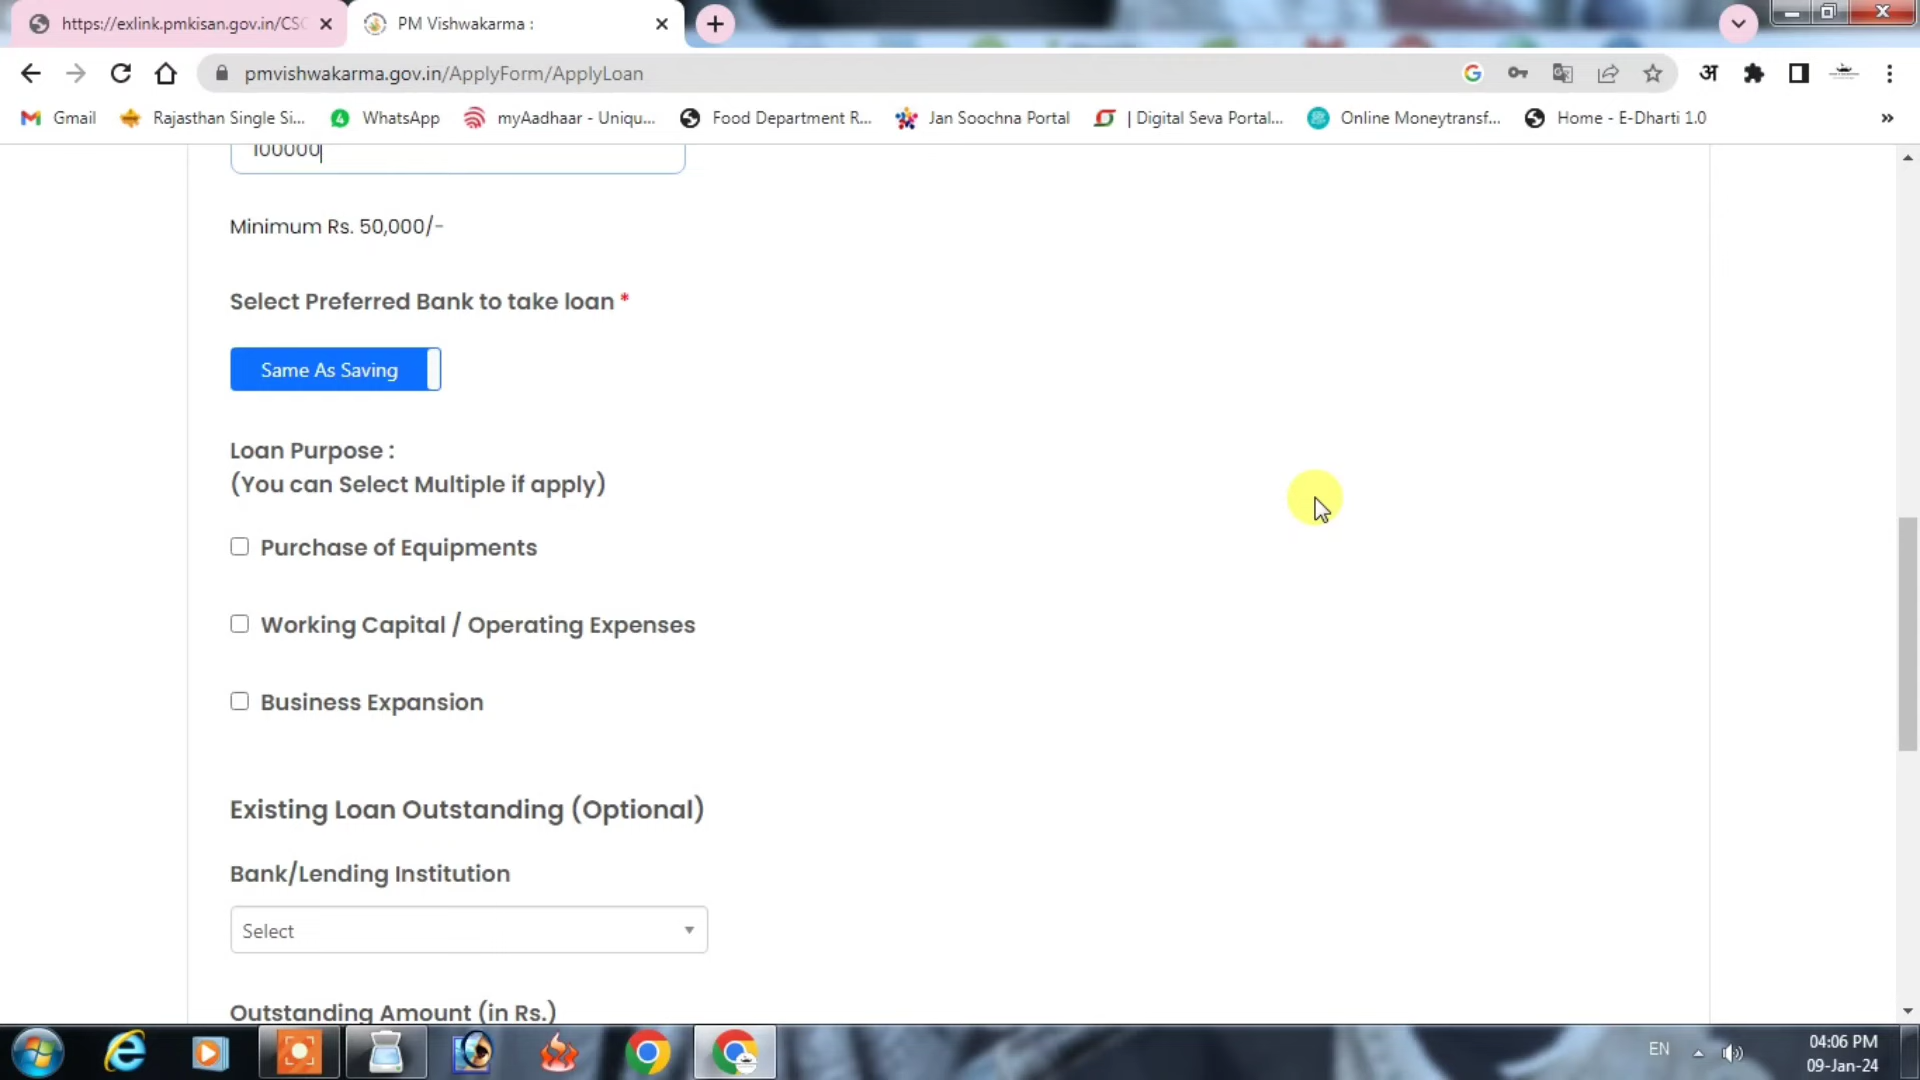 https://exlink.pmkisan.gov.in/CSC
PM Vishwakarma :
pmvishwakarma.gov.in/ApplyForm/ApplyLoan
अ
Gmail
Rajasthan Single Si...
4
WhatsApp
myAadhaar - Uniqu...
Food Department R...
Jan Soochna Portal
| Digital Seva Portal...
Online Moneytransf...
Home - E-Dharti 1.0
»
100000
Minimum Rs. 50,000/-
Select Preferred Bank to take loan *
Same As Saving
Loan Purpose :
(You can Select Multiple if apply)
Purchase of Equipments
Working Capital / Operating Expenses
Business Expansion
Existing Loan Outstanding (Optional)
Bank/Lending Institution
Select
Outstanding Amount (in Rs.)
EN
04:06 PM
09-Jan-24